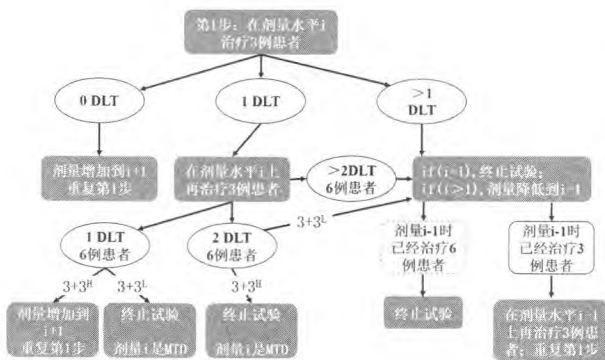 第1步：在剂量水平i
治疗3例患者
0 DLT
1 DLT
＞1
DLT
剂量增加到i+1
重复第1步
在剂量水平i上
再治疗3例患者
＞2DLT
6例患者
if(i=1),终止试验；
if(i＞1),剂量降低到i-1
3+3ᴸ
1 DLT
6例患者
2 DLT
6例患者
剂量i-1时
已经治疗6
例患者
剂量i-1时
已经治疗3
例患者
3+3ᴴ
3+3ᴸ
3+3ᴴ
剂量增加到
i+1
重复第1步
终止试验
剂量i是MTD
终止试验
剂量i是MTD
终止试验
在剂量水平i-1
上再治疗3例患
者；重复第1步